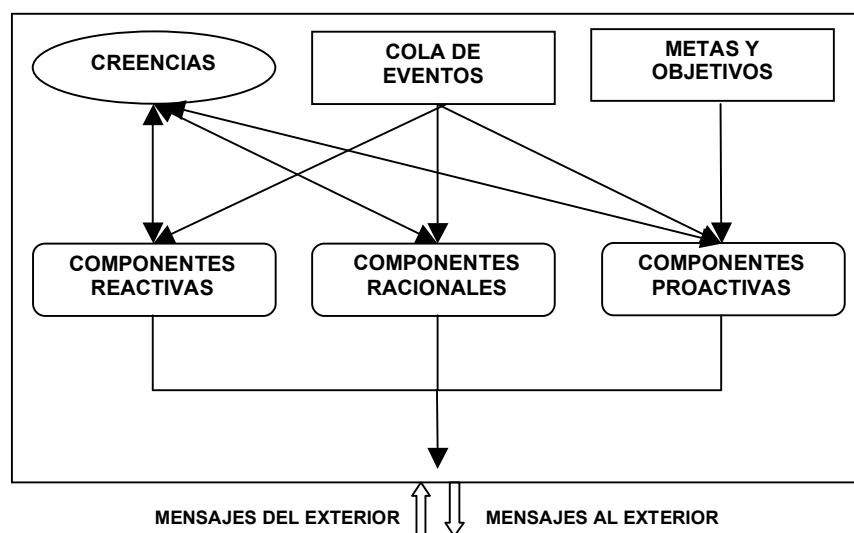 CREENCIAS
COLA DE
EVENTOS
METAS Y
OBJETIVOS
COMPONENTES
REACTIVAS
COMPONENTES
RACIONALES
COMPONENTES
PROACTIVAS
MENSAJES DEL EXTERIOR
MENSAJES AL EXTERIOR